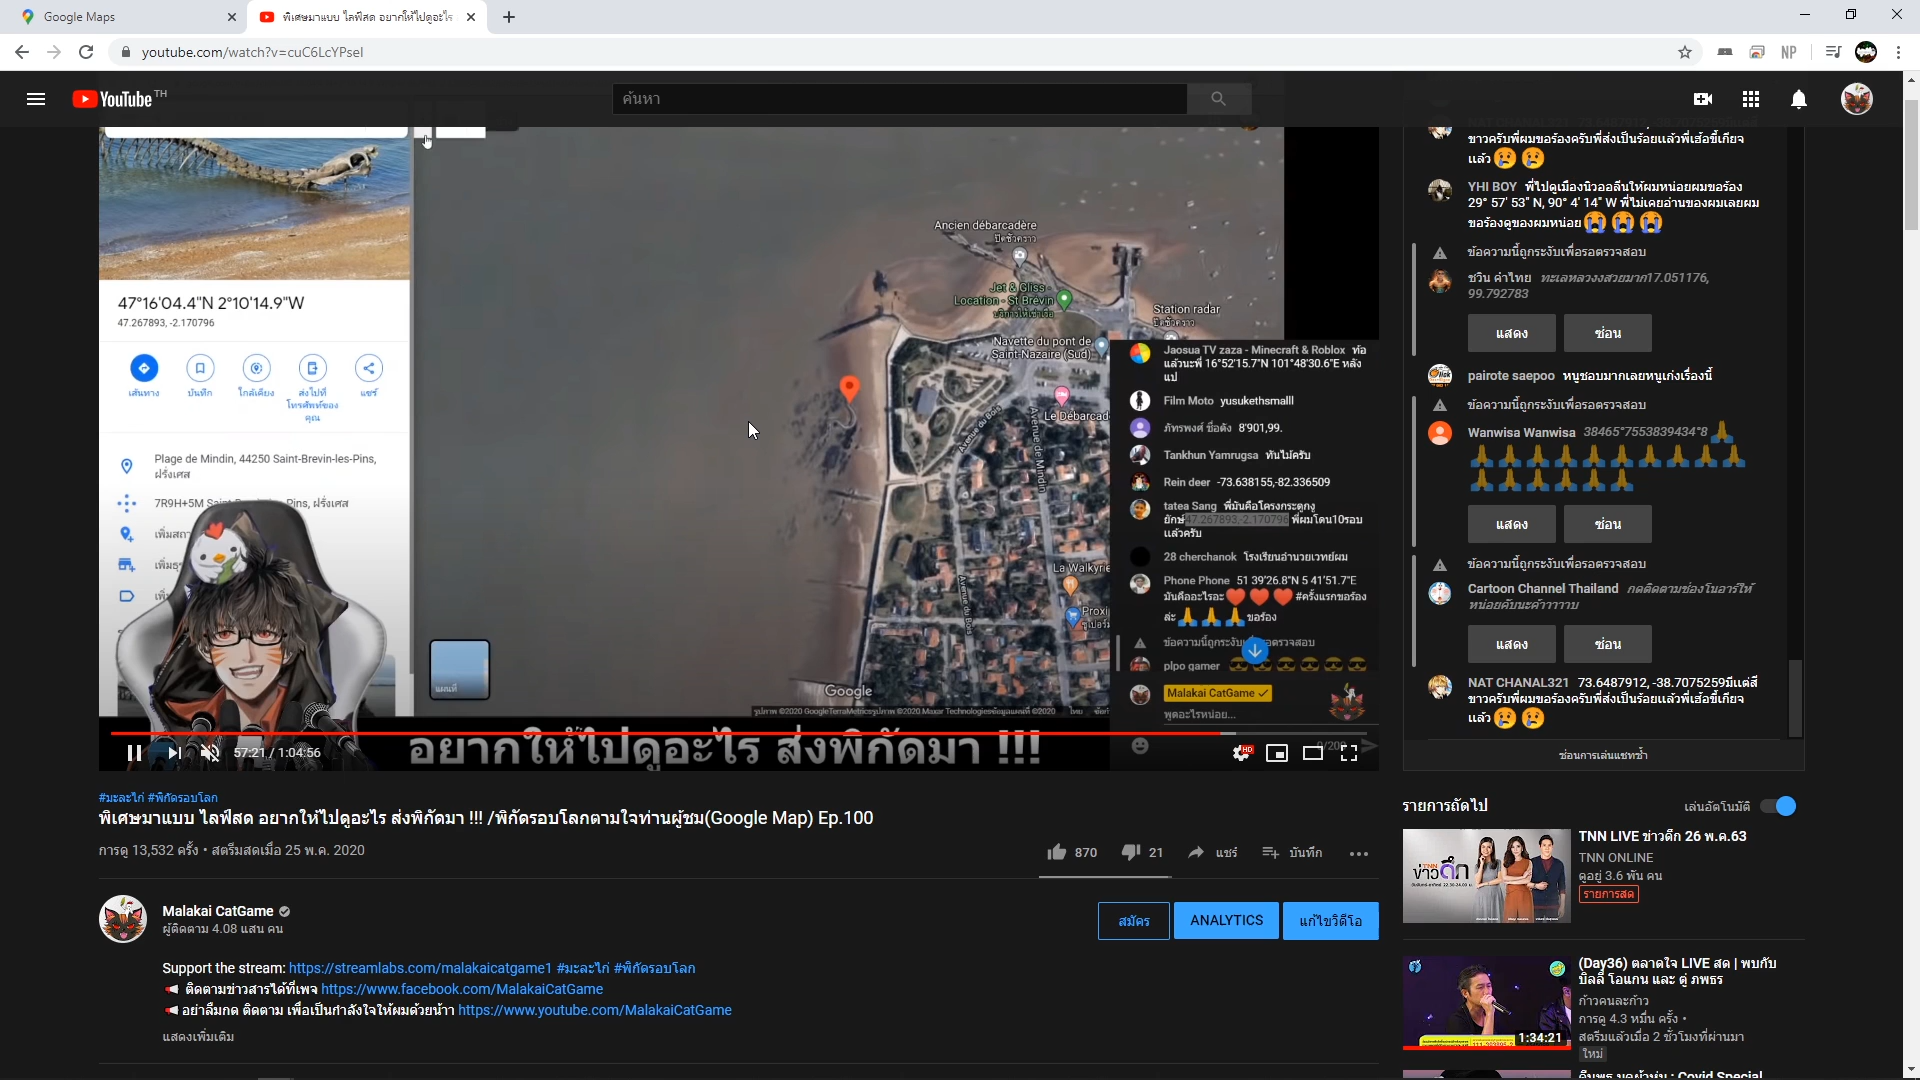 Google Maps
พิเศษมาแบบ ไลฟ์สด อยากให้ไปดูอะไร
youtube.com/watch?v=cuC6LcYPseI
NP
YouTube TH
ค้นหา
47°16'04.4"N 2°10'14.9"W
47.267893, -2.170796
เส้นทาง
บันทึก
ใกล้เคียง
ส่งไปที่
โทรศัพท์ของ
คุณ
แชร์
Plage de Mindin, 44250 Saint-Brevin-les-Pins,
ฝรั่งเศส
แผนที่
Ancien débarcadère
ปิดชั่วคราว
Jet & Gliss -
Location - St Brévin
Station radar
ปิดชั่วคราว
Navette du pont de
Saint-Nazaire (Sud)
Le Débarcad
Avenue du Bois
Avenue de Mindin
Avenue du Bois
La Walkyrie
Proxi
Google
Jaosua TV zaza - Minecraft & Roblox ท้อ
แล้วนะพี่ 16°52'15.7"N 101°48'30.6"E หลัง
แป
Film Moto yusukethsmalll
ภัทรพงศ์ ชื่อดัง 8'901,99.
Tankhun Yamrugsa ทันไม้ครับ
Rein deer -73.638155,-82.336509
tatea Sang พี่มันคือโครงกระดูกงู
ยักษ์47.267893,-2.170796 พี่ผมโดน10รอบ
แล้วครับ
28 cherchanok โรงเรียนอำนวยเวทย์ผม
Phone Phone 51 39'26.8"N 5 41'51.7"E
มันคืออะไรอะ #ครั้งแรกขอร้อง
ล่ะ ขอร้อง
plpo gamer
Malakai CatGame
พูดอะไรหน่อย...
อยากให้ไปดูอะไร ส่งพิกัดมา !!!
57:21 / 1:04:56
HD
ขาวครับพี่ผมขอร้องครับพี่ส่งเป็นร้อยแล้วพี่เฮ้อขี้เกียจ
แล้ว
YHI BOY พี่ไปดูเมืองนิวออลีนให้ผมหน่อยผมขอร้อง
29° 57' 53" N, 90° 4' 14" W พี่ไม่เคยอ่านของผมเลยผม
ขอร้องดูของผมหน่อย
ข้อความนี้ถูกระงับเพื่อรอตรวจสอบ
ชวิน คำไทย ทะเลหลวงงสวยมาก17.051176,
99.792783
แสดง
ซ่อน
pairote saepoo หนูชอบมากเลยหนูเก่งเรื่องนี้
ข้อความนี้ถูกระงับเพื่อรอตรวจสอบ
Wanwisa Wanwisa 38465°7553839434°8
แสดง
ซ่อน
ข้อความนี้ถูกระงับเพื่อรอตรวจสอบ
Cartoon Channel Thailand กดติดตามช่องโบอาร์ให้
หน่อยคับนะค้าาาาาบ
แสดง
ซ่อน
NAT CHANAL321 73.6487912, -38.7075259มีแต่สี
ขาวครับพี่ผมขอร้องครับพี่ส่งเป็นร้อยแล้วพี่เฮ้อขี้เกียจ
แล้ว
ซ่อนการเล่นแชทซ้ำ
#มะละไก่ #พิกัดรอบโลก
พิเศษมาแบบ ไลฟ์สด อยากให้ไปดูอะไร ส่งพิกัดมา !!! /พิกัดรอบโลกตามใจท่านผู้ชม(Google Map) Ep.100
การดู 13,532 ครั้ง • สตรีมสดเมื่อ 25 พ.ค. 2020
870
21
แชร์
บันทึก
Malakai CatGame
ผู้ติดตาม 4.08 แสน คน
สมัคร
ANALYTICS
แก้ไขวิดีโอ
Support the stream: https://streamlabs.com/malakaicatgame1 #มะละไก่ #พิกัดรอบโลก
ติดตามข่าวสารได้ที่เพจ https://www.facebook.com/MalakaiCatGame
อย่าลืมกด ติดตาม เพื่อเป็นกำลังใจให้ผมด้วยน้าา https://www.youtube.com/MalakaiCatGame
แสดงเพิ่มเติม
รายการถัดไป
เล่นอัตโนมัติ
TNN LIVE ข่าวดึก 26 พ.ค.63
TNN ONLINE
ดูอยู่ 3.6 พัน คน
รายการสด
TNN
ข่าวดึก
(Day36) ตลาดใจ LIVE สด | พบกับ
บิลลี่ โอแกน และ ตู่ ภพธร
ก้าวคนละก้าว
การดู 4.3 หมื่น ครั้ง •
สตรีมแล้วเมื่อ 2 ชั่วโมงที่ผ่านมา
ใหม่
1:34:21